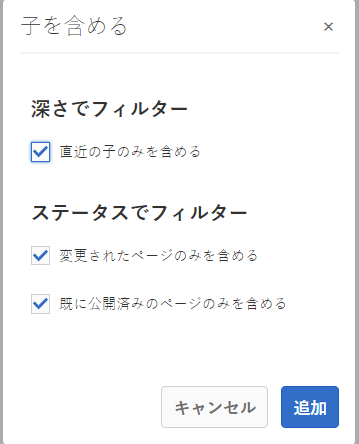 子を含める
×
深さでフィルター
直近の子のみを含める
ステータスでフィルター
変更されたページのみを含める
既に公開済みのページのみを含める
キャンセル 追加